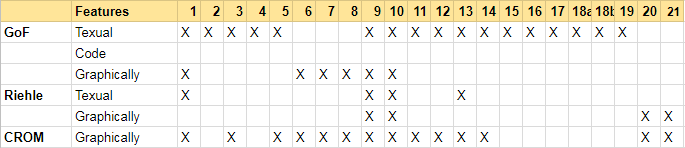 Features 1 2 3 4 5 6 7 8 9 10 11 12 13 14 15 16 17 18a 18b 19 20 21
GoF Texual X X X X X X X X X X X X X X X X X
Code
Graphically X X X X X X
Riehle Texual X X X X
Graphically X X X X
CROM Graphically X X X X X X X X X X X X X X